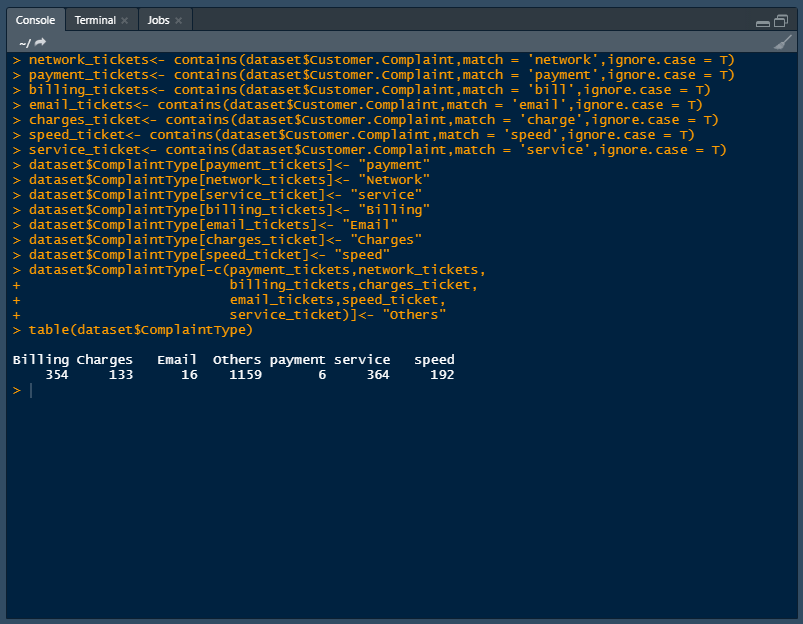 Console Terminal × Jobs ×
~/
> network_tickets<- contains(dataset$Customer.Complaint,match = 'network',ignore.case = T)
> payment_tickets<- contains(dataset$Customer.Complaint,match = 'payment',ignore.case = T)
> billing_tickets<- contains(dataset$Customer.Complaint,match = 'bill',ignore.case = T)
> email_tickets<- contains(dataset$Customer.Complaint,match = 'email',ignore.case = T)
> charges_ticket<- contains(dataset$Customer.Complaint,match = 'charge',ignore.case = T)
> speed_ticket<- contains(dataset$Customer.Complaint,match = 'speed',ignore.case = T)
> service_ticket<- contains(dataset$Customer.Complaint,match = 'service',ignore.case = T)
> dataset$ComplaintType[payment_tickets]<- "payment"
> dataset$ComplaintType[network_tickets]<- "Network"
> dataset$ComplaintType[service_ticket]<- "service"
> dataset$ComplaintType[billing_tickets]<- "Billing"
> dataset$ComplaintType[email_tickets]<- "Email"
> dataset$ComplaintType[charges_ticket]<- "Charges"
> dataset$ComplaintType[speed_ticket]<- "speed"
> dataset$ComplaintType[-c(payment_tickets,network_tickets,
+                          billing_tickets,charges_ticket,
+                          email_tickets,speed_ticket,
+                          service_ticket)]<- "Others"
> table(dataset$ComplaintType)
Billing Charges   Email  Others payment service   speed
    354     133      16    1159       6     364     192
>